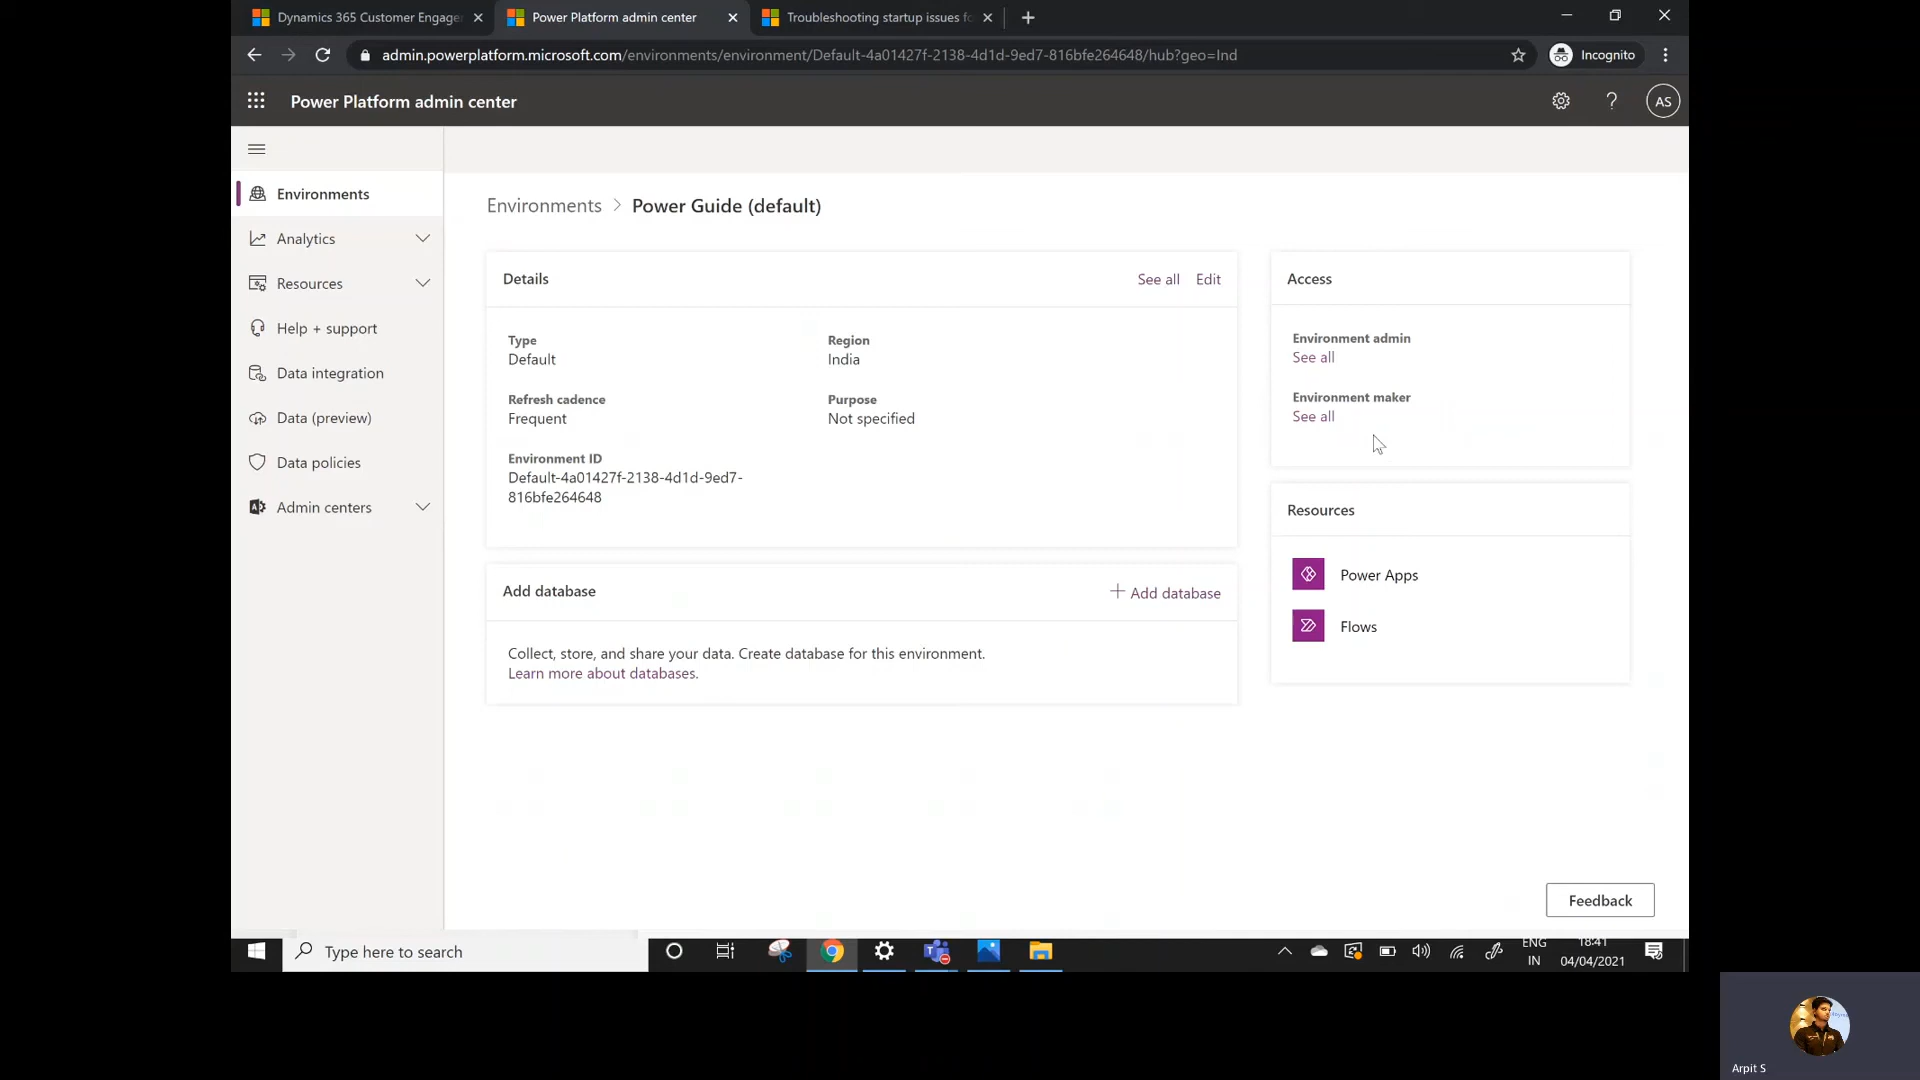 Dynamics 365 Customer Engage
Power Platform admin center
Troubleshooting startup issues fo
admin.powerplatform.microsoft.com/environments/environment/Default-4a01427f-2138-4d1d-9ed7-816bfe264648/hub?geo=Ind
Incognito
Power Platform admin center
AS
Environments
Analytics
Resources
Help + support
Data integration
Data (preview)
Data policies
Admin centers
Environments > Power Guide (default)
Details
See all
Edit
Type
Default
Region
India
Refresh cadence
Frequent
Purpose
Not specified
Environment ID
Default-4a01427f-2138-4d1d-9ed7-
816bfe264648
Add database
+ Add database
Collect, store, and share your data. Create database for this environment.
Learn more about databases.
Access
Environment admin
See all
Environment maker
See all
Resources
Power Apps
Flows
Feedback
Type here to search
ENG
IN
18:41
04/04/2021
Arpit S